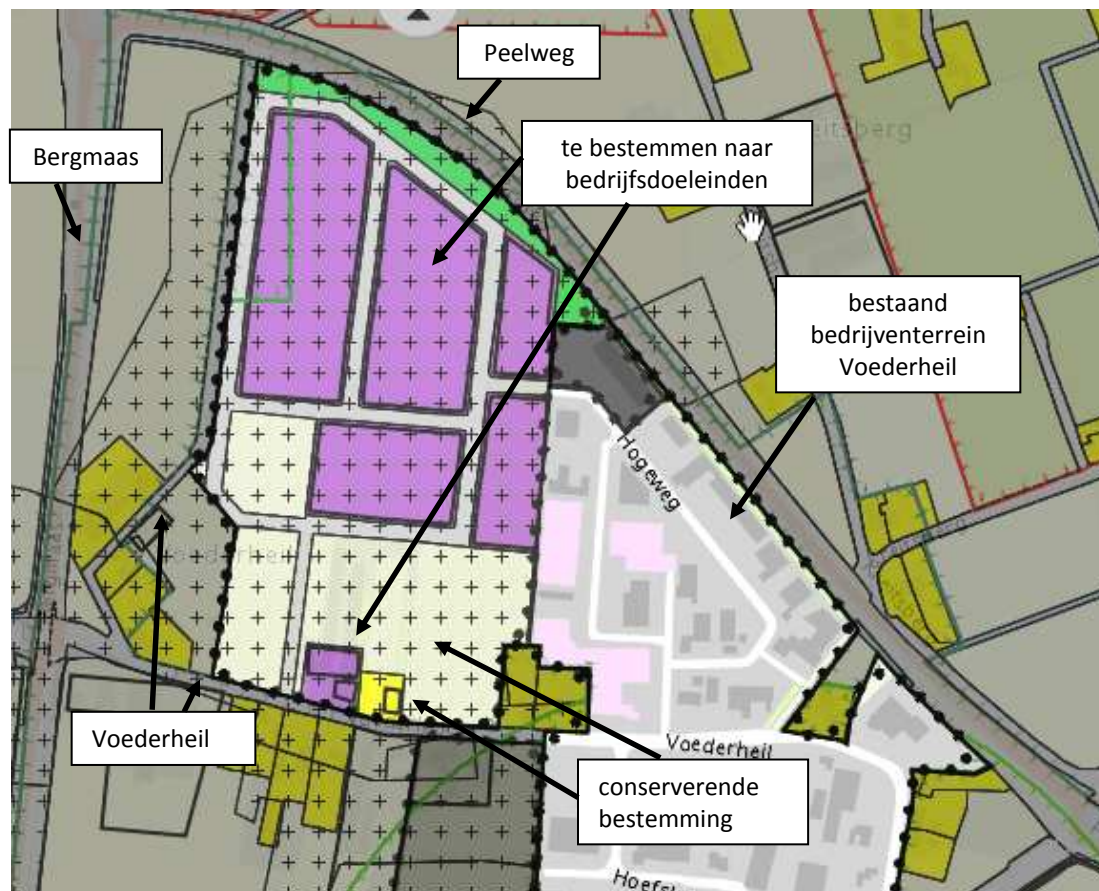 Peelweg
Bergmaas
te bestemmen naar
bedrijfsdoeleinden
bestaand
bedrijventerrein
Voederheil
Hogeweg
Voederheil
Voederheil
conserverende
bestemming